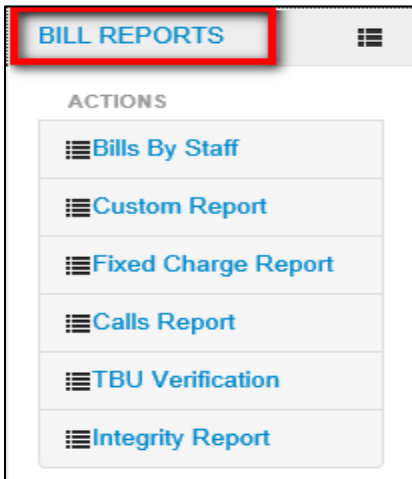 BILL REPORTS
ACTIONS
Bills By Staff
Custom Report
Fixed Charge Report
Calls Report
TBU Verification
Integrity Report